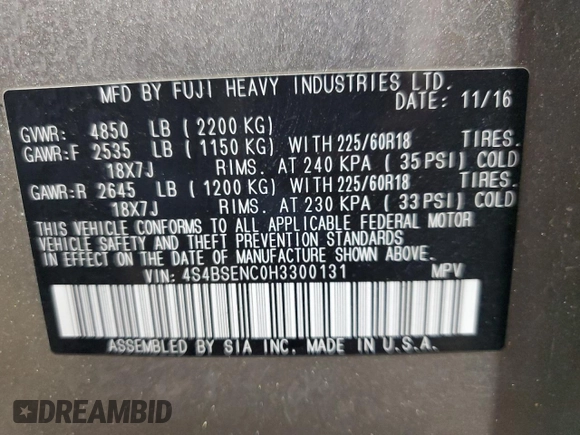 MFD BY FUJI HEAVY INDUSTRIES LTD.
DATE: 11/16
GVWR: 4850 LB ( 2200 KG)
GAWR:F 2535 LB ( 1150 KG) WITH 225/60R18 TIRES.
18X7J RIMS. AT 240 KPA ( 35 PSI) COLD
GAWR:R 2645 LB ( 1200 KG) WITH 225/60R18 TIRES.
18X7J RIMS. AT 230 KPA ( 33 PSI) COLD
THIS VEHICLE CONFORMS TO ALL APPLICABLE FEDERAL MOTOR
VEHICLE SAFETY AND THEFT PREVENTION STANDARDS
IN EFFECT ON THE DATE OF MANUFACTURE SHOWN ABOVE.
VIN: 4S4BSENC0H3300131 MPV
ASSEMBLED BY SIA INC. MADE IN U.S.A.
DREAMBID